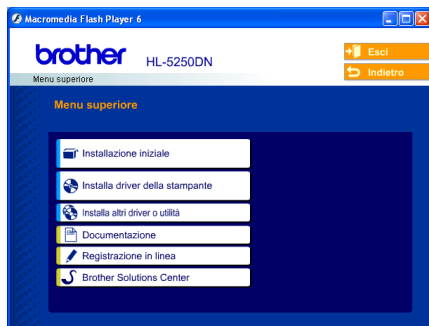 Macromedia Flash Player 6
brother
HL-5250DN
Esci
Indietro
Menu superiore
Menu superiore
Installazione iniziale
Installa driver della stampante
Installa altri driver o utilità
Documentazione
Registrazione in linea
Brother Solutions Center